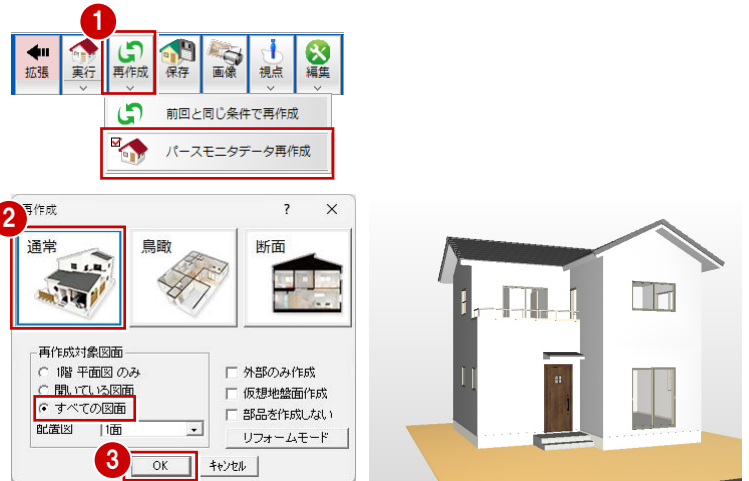 1
拡張 実行 再作成 保存 画像 視点 編集
前回と同じ条件で再作成
パースモニタデータ再作成
2
再作成 ? ×
通常 鳥瞰 断面
再作成対象図面
1階 平面図 のみ
開いている図面
すべての図面
配置図 1面
外部のみ作成
仮想地盤面作成
部品を作成しない
リフォームモード
3
OK キャンセル